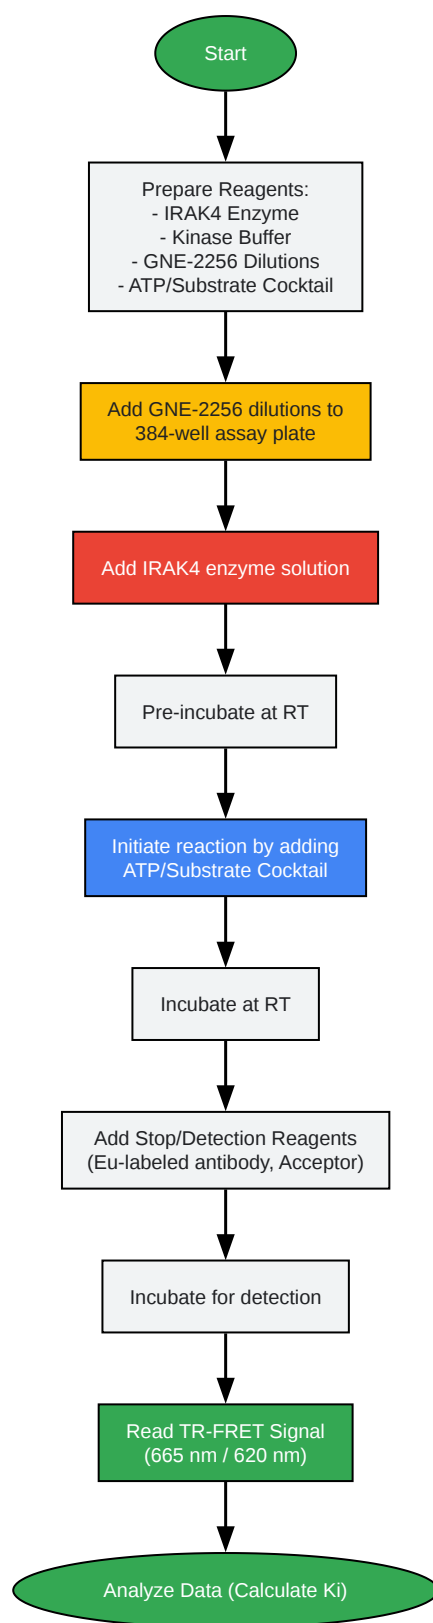 Start
Prepare Reagents:
- IRAK4 Enzyme
- Kinase Buffer
- GNE-2256 Dilutions
- ATP/Substrate Cocktail
Add GNE-2256 dilutions to
384-well assay plate
Add IRAK4 enzyme solution
Pre-incubate at RT
Initiate reaction by adding
ATP/Substrate Cocktail
Incubate at RT
Add Stop/Detection Reagents
(Eu-labeled antibody, Acceptor)
Incubate for detection
Read TR-FRET Signal
(665 nm / 620 nm)
Analyze Data (Calculate Ki)